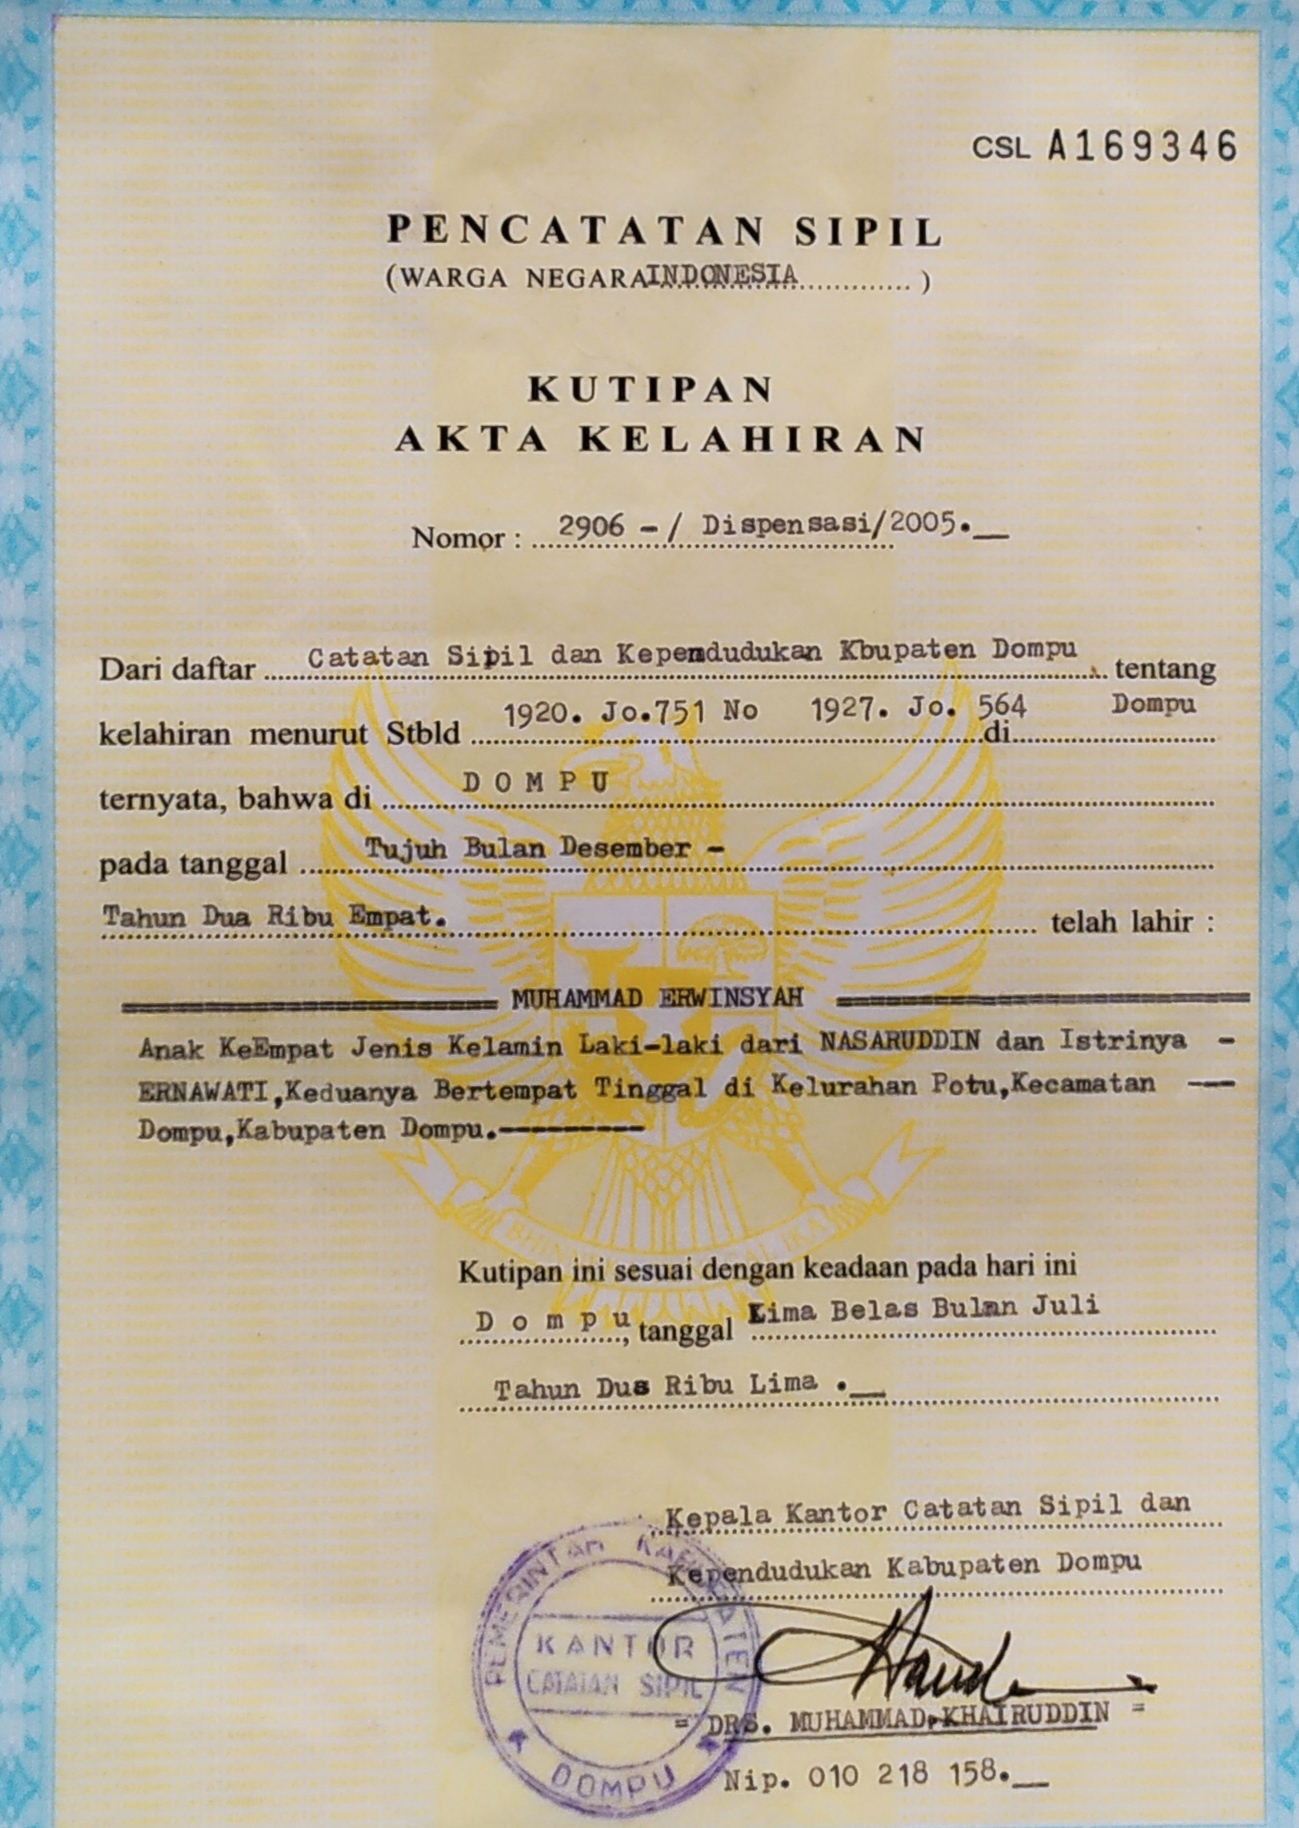 CSL A169346
PENCATATAN SIPIL
(WARGA NEGARA INDONESIA ............. )
KUTIPAN
AKTA KELAHIRAN
Nomor : 2906 -/ Dispensasi/2005.__
Dari daftar Catatan Sipil dan Kependudukan Kbupaten Dompu tentang
kelahiran menurut Stbld 1920. Jo.751 No 1927. Jo. 564 di Dompu
ternyata, bahwa di D O M P U
pada tanggal Tujuh Bulan Desember -
Tahun Dua Ribu Empat. telah lahir :
MUHAMMAD ERWINSYAH
Anak KeEmpat Jenis Kelamin Laki-laki dari NASARUDDIN dan Istrinya -
ERNAWATI,Keduanya Bertempat Tinggal di Kelurahan Potu,Kecamatan ---
Dompu,Kabupaten Dompu.---------
Kutipan ini sesuai dengan keadaan pada hari ini
D o m p u, tanggal Lima Belas Bulan Juli
Tahun Dua Ribu Lima .__
Kepala Kantor Catatan Sipil dan
Kependudukan Kabupaten Dompu
PEMERINTAH KABUPATEN
KANTOR
CATATAN SIPIL
DOMPU
= DRS. MUHAMMAD KHAIRUDDIN =
Nip. 010 218 158.__